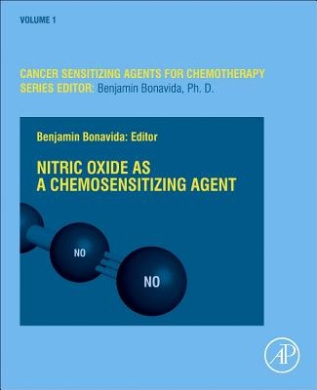 VOLUME 1
CANCER SENSITIZING AGENTS FOR CHEMOTHERAPY
SERIES EDITOR: Benjamin Bonavida, Ph. D.
Benjamin Bonavida: Editor
NITRIC OXIDE AS
A CHEMOSENSITIZING AGENT
NO
NO
AP